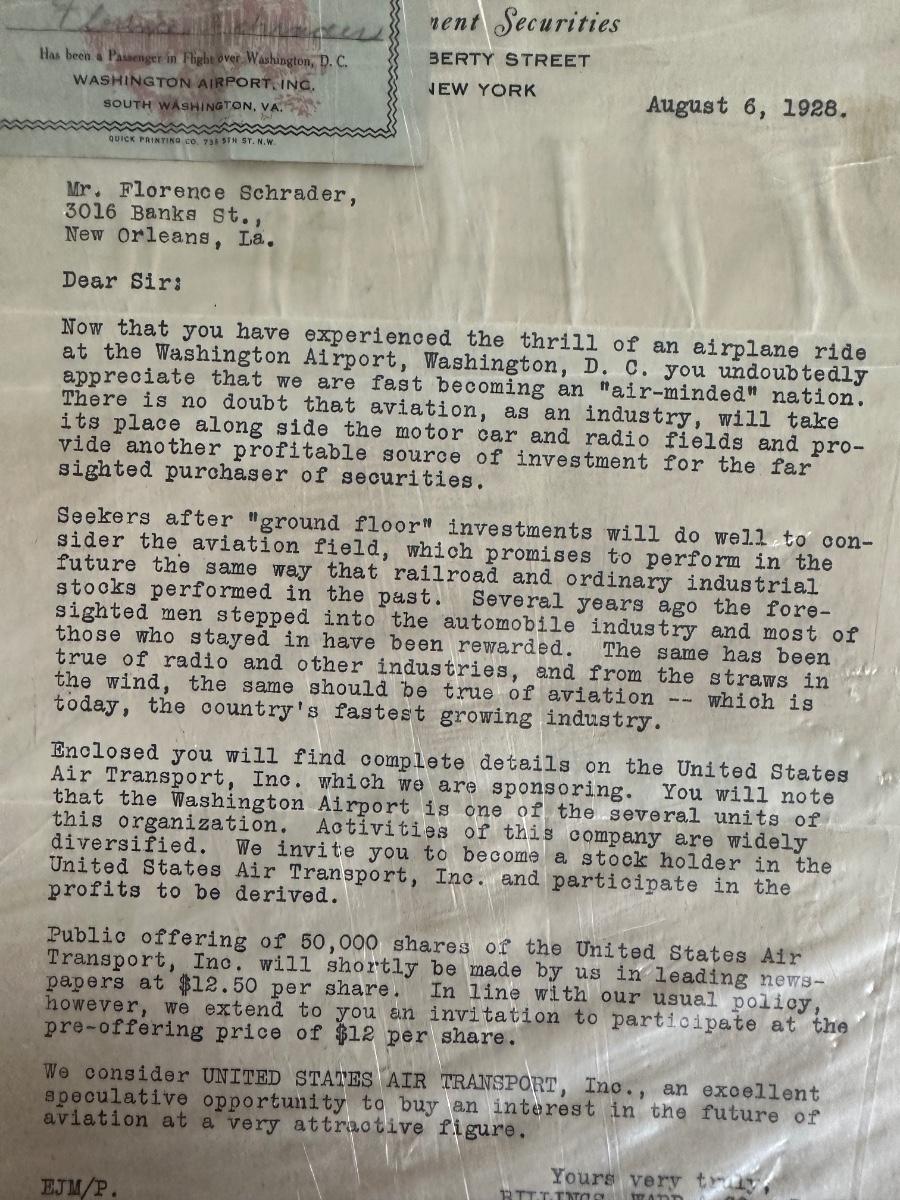 Has been a Passenger in Flight over Washington, D. C.
WASHINGTON AIRPORT, INC.
SOUTH WASHINGTON, VA.
QUICK PRINTING CO. 735 5TH ST. N.W.
ment Securities
BERTY STREET
NEW YORK
August 6, 1928.
Mr. Florence Schrader,
3016 Banks St.,
New Orleans, La.
Dear Sir:
Now that you have experienced the thrill of an airplane ride
at the Washington Airport, Washington, D. C. you undoubtedly
appreciate that we are fast becoming an "air-minded" nation.
There is no doubt that aviation, as an industry, will take
its place along side the motor car and radio fields and pro-
vide another profitable source of investment for the far
sighted purchaser of securities.
Seekers after "ground floor" investments will do well to con-
sider the aviation field, which promises to perform in the
future the same way that railroad and ordinary industrial
stocks performed in the past. Several years ago the fore-
sighted men stepped into the automobile industry and most of
those who stayed in have been rewarded. The same has been
true of radio and other industries, and from the straws in
the wind, the same should be true of aviation -- which is
today, the country's fastest growing industry.
Enclosed you will find complete details on the United States
Air Transport, Inc. which we are sponsoring. You will note
that the Washington Airport is one of the several units of
this organization. Activities of this company are widely
diversified. We invite you to become a stock holder in the
United States Air Transport, Inc. and participate in the
profits to be derived.
Public offering of 50,000 shares of the United States Air
Transport, Inc. will shortly be made by us in leading news-
papers at $12.50 per share. In line with our usual policy,
however, we extend to you an invitation to participate at the
pre-offering price of $12 per share.
We consider UNITED STATES AIR TRANSPORT, Inc., an excellent
speculative opportunity to buy an interest in the future of
aviation at a very attractive figure.
Yours very truly,
EJM/P.
BILLINGS, WARD